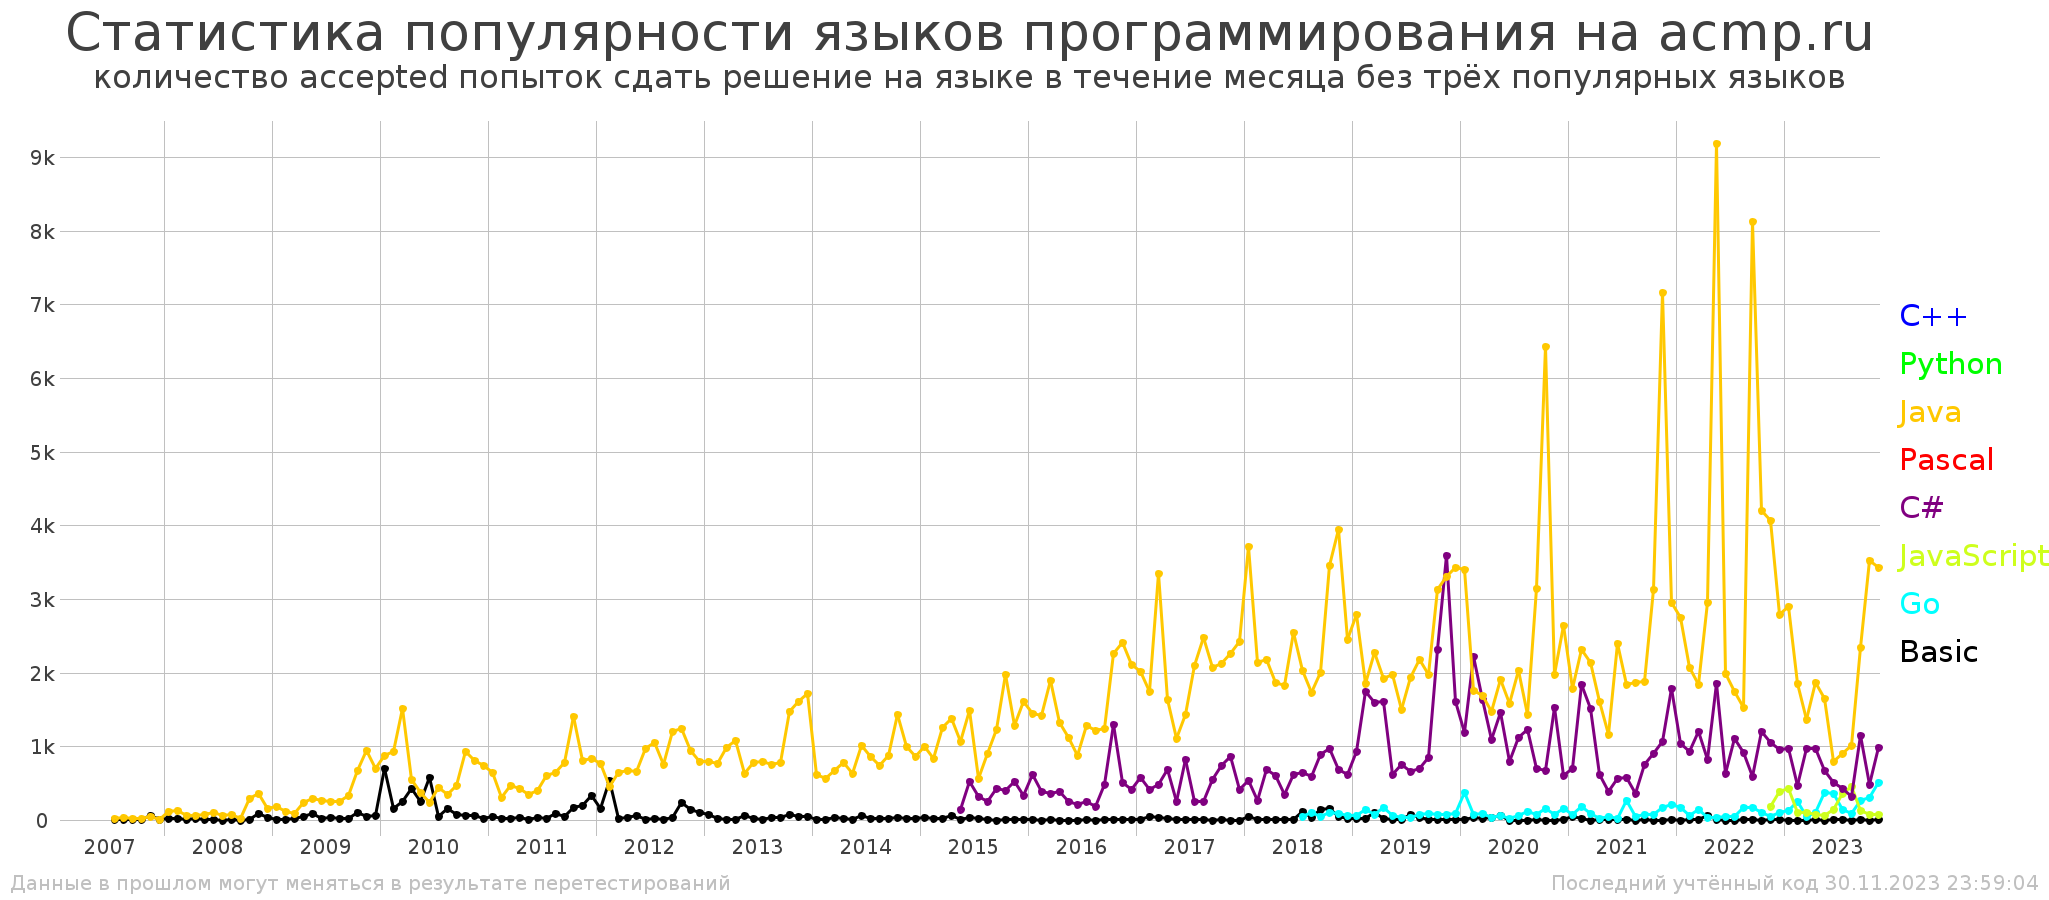 Статистика популярности языков программирования на acmp.ru
количество accepted попыток сдать решение на языке в течение месяца без трёх популярных языков
9k
8k
7k
6k
5k
4k
3k
2k
1k
0
2007 2008 2009 2010 2011 2012 2013 2014 2015 2016 2017 2018 2019 2020 2021 2022 2023
C++
Python
Java
Pascal
C#
JavaScript
Go
Basic
Данные в прошлом могут меняться в результате перетестирований
Последний учтённый код 30.11.2023 23:59:04